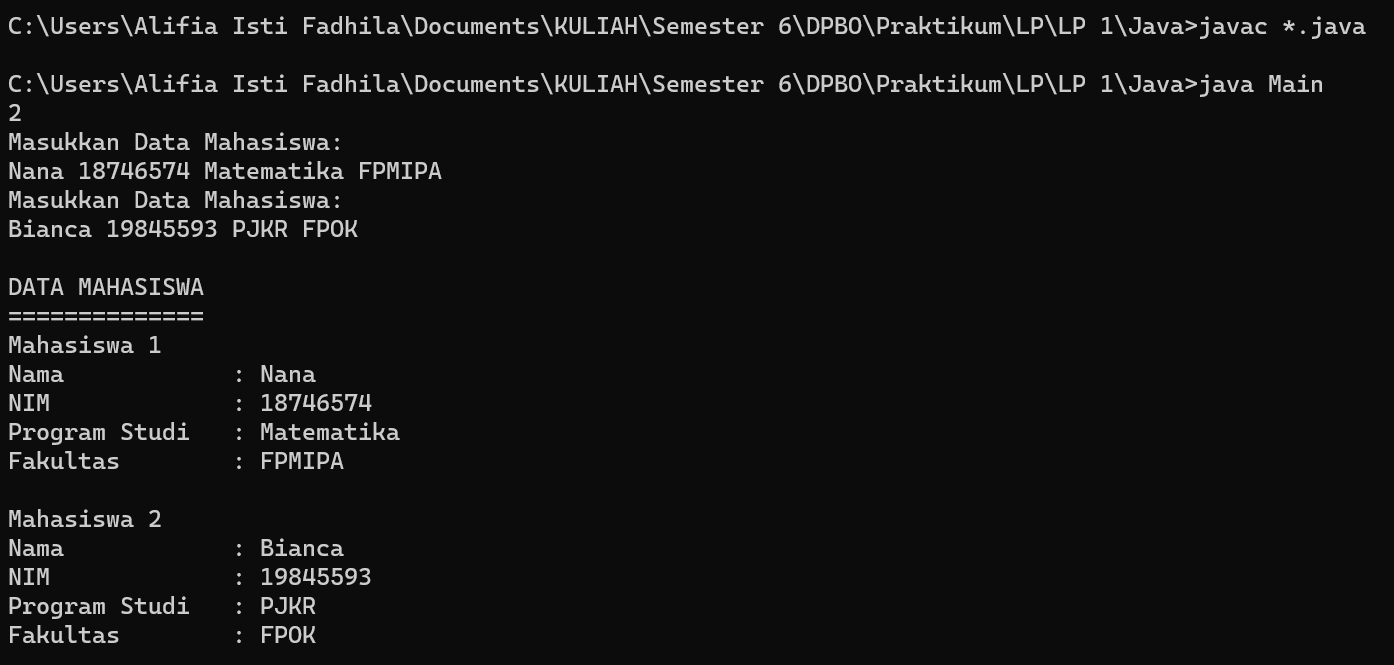 C:\Users\Alifia Isti Fadhila\Documents\KULIAH\Semester 6\DPBO\Praktikum\LP\LP 1\Java>javac *.java
C:\Users\Alifia Isti Fadhila\Documents\KULIAH\Semester 6\DPBO\Praktikum\LP\LP 1\Java>java Main
2
Masukkan Data Mahasiswa:
Nana 18746574 Matematika FPMIPA
Masukkan Data Mahasiswa:
Bianca 19845593 PJKR FPOK

DATA MAHASISWA
==============
Mahasiswa 1
Nama            : Nana
NIM             : 18746574
Program Studi   : Matematika
Fakultas        : FPMIPA

Mahasiswa 2
Nama            : Bianca
NIM             : 19845593
Program Studi   : PJKR
Fakultas        : FPOK